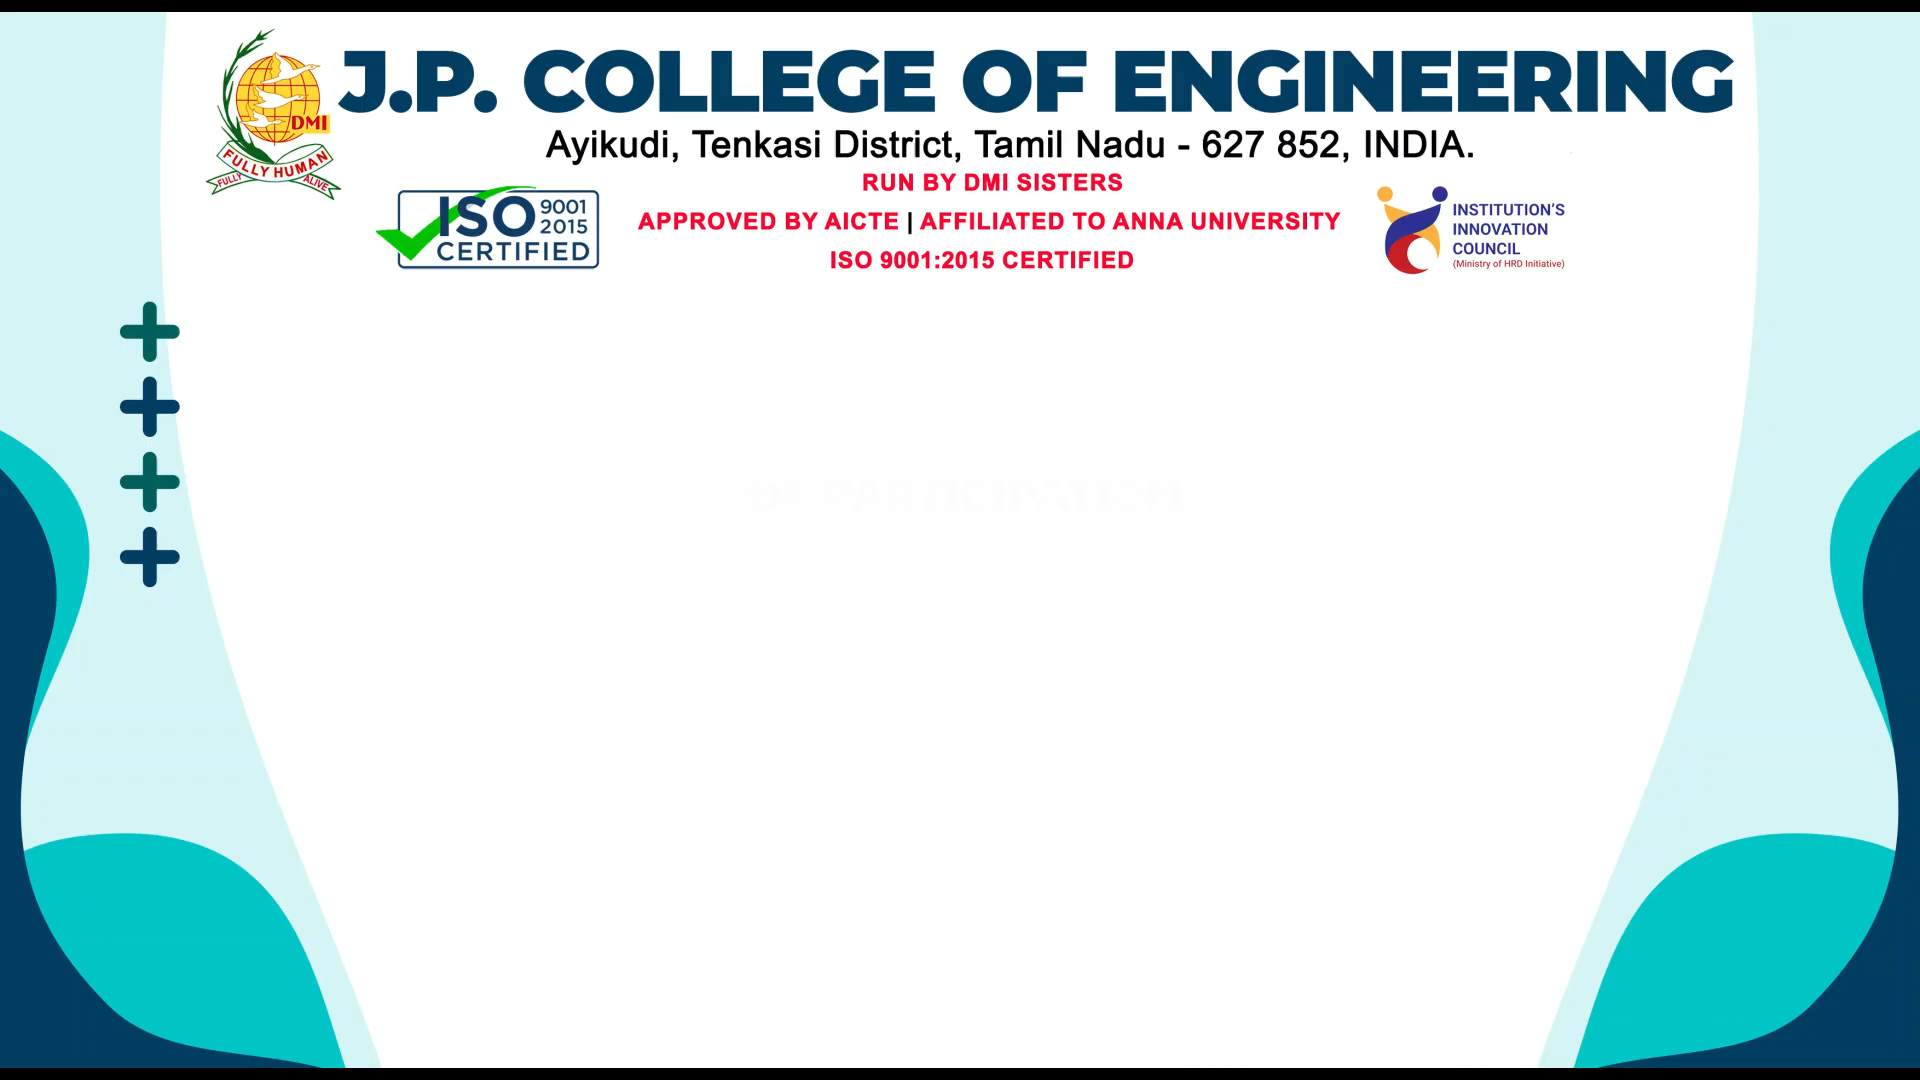 J.P. COLLEGE OF ENGINEERING
Ayikudi, Tenkasi District, Tamil Nadu - 627 852, INDIA.
RUN BY DMI SISTERS
APPROVED BY AICTE | AFFILIATED TO ANNA UNIVERSITY
ISO 9001:2015 CERTIFIED
DMI
FULLY HUMAN
FULLY ALIVE
ISO 9001
2015
CERTIFIED
INSTITUTION'S
INNOVATION
COUNCIL
(Ministry of HRD Initiative)
OF PARTICIPATION